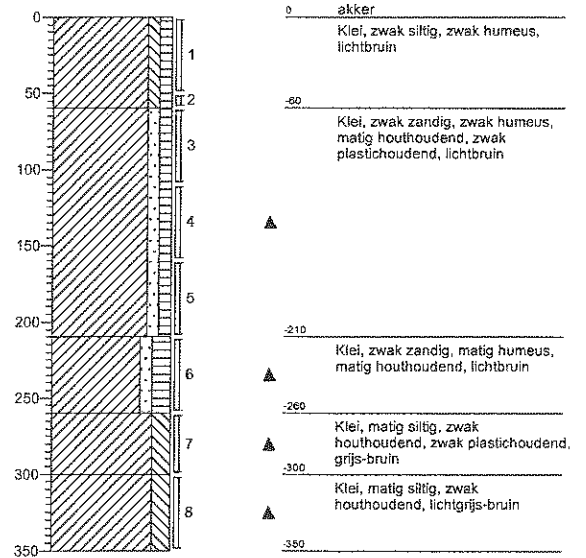 0 0 akker
Klei, zwak siltig, zwak humeus,
lichtbruin
1
50
2
-60
Klei, zwak zandig, zwak humeus,
matig houthoudend, zwak
plastichoudend, lichtbruin
3
100
4
150
5
200
-210
Klei, zwak zandig, matig humeus,
matig houthoudend, lichtbruin
6
250
-260
Klei, matig siltig, zwak
houthoudend, zwak plastichoudend,
grijs-bruin
7
300
-300
Klei, matig siltig, zwak
houthoudend, lichtgrijs-bruin
8
350
-350